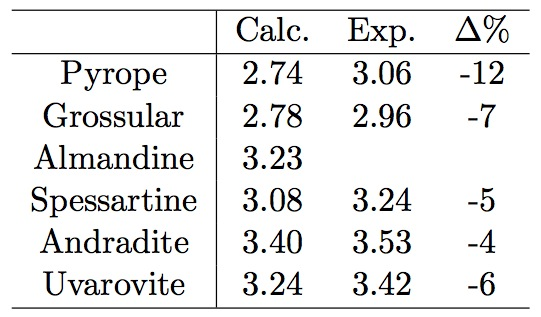 Calc. Exp. Δ%
Pyrope 2.74 3.06 -12
Grossular 2.78 2.96 -7
Almandine 3.23
Spessartine 3.08 3.24 -5
Andradite 3.40 3.53 -4
Uvarovite 3.24 3.42 -6